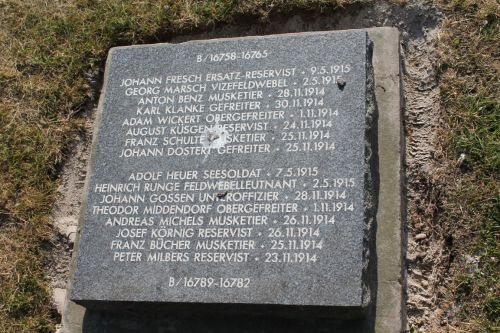 B/16758-16765
JOHANN FRESCH ERSATZ-RESERVIST • 9.5.1915
GEORG MARSCH VIZEFELDWEBEL • 2.5.1915
ANTON BENZ MUSKETIER • 28.11.1914
KARL KLANKE GEFREITER • 30.11.1914
ADAM WICKERT OBERGEFREITER • 1.11.1914
AUGUST KÜSGEN RESERVIST • 24.11.1914
FRANZ SCHULTE MUSKETIER • 25.11.1914
JOHANN DOSTERT GEFREITER • 25.11.1914
ADOLF HEUER SEESOLDAT • 7.5.1915
HEINRICH RUNGE FELDWEBELLEUTNANT • 2.5.1915
JOHANN GOSSEN UNTEROFFIZIER • 28.11.1914
THEODOR MIDDENDORF OBERGEFREITER • 1.11.1914
ANDREAS MICHELS MUSKETIER • 26.11.1914
JOSEF KÖRNIG RESERVIST • 26.11.1914
FRANZ BÜCHER MUSKETIER • 25.11.1914
PETER MILBERS RESERVIST • 23.11.1914
B/16789-16782